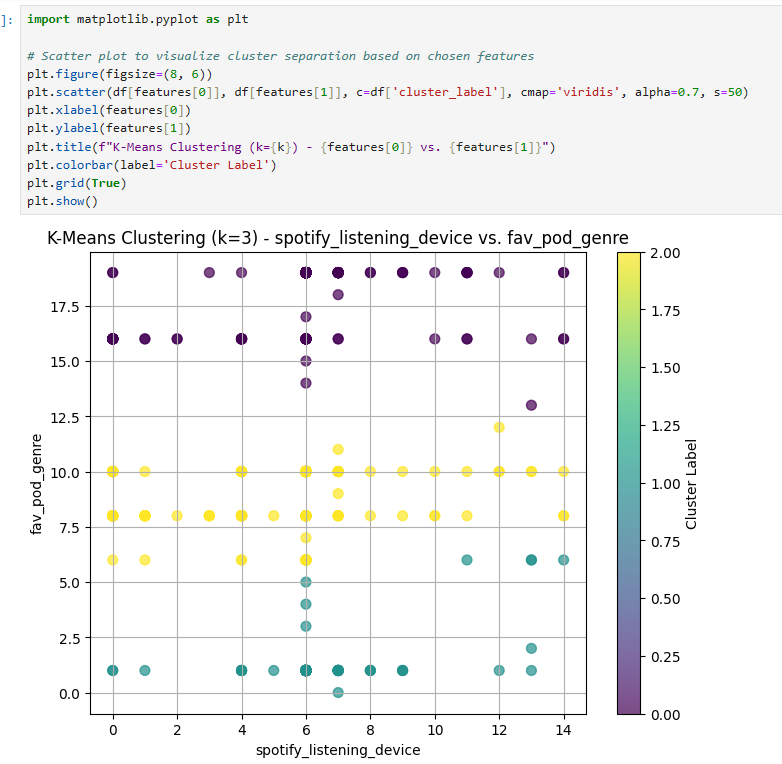 ]:
import matplotlib.pyplot as plt
# Scatter plot to visualize cluster separation based on chosen features
plt.figure(figsize=(8, 6))
plt.scatter(df[features[0]], df[features[1]], c=df['cluster_label'], cmap='viridis', alpha=0.7, s=50)
plt.xlabel(features[0])
plt.ylabel(features[1])
plt.title(f"K-Means Clustering (k={k}) - {features[0]} vs. {features[1]}")
plt.colorbar(label='Cluster Label')
plt.grid(True)
plt.show()
K-Means Clustering (k=3) - spotify_listening_device vs. fav_pod_genre
17.5
15.0
12.5
10.0
7.5
5.0
2.5
0.0
fav_pod_genre
0 2 4 6 8 10 12 14
spotify_listening_device
2.00
1.75
1.50
1.25
1.00
0.75
0.50
0.25
0.00
Cluster Label